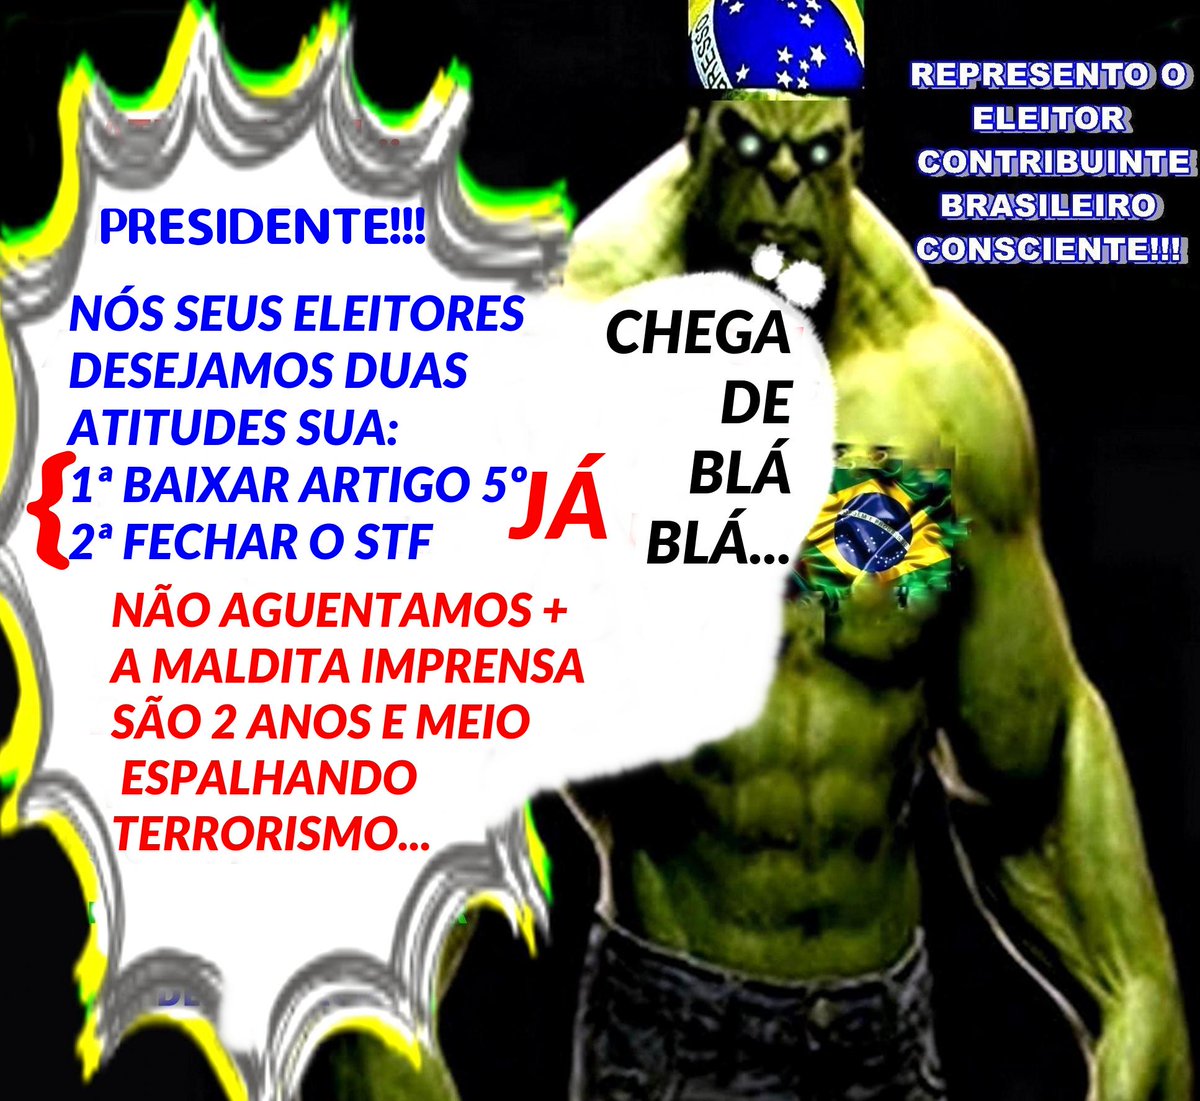 PRESIDENTE!!!
NÓS SEUS ELEITORES
DESEJAMOS DUAS
ATITUDES SUA:
1ª BAIXAR ARTIGO 5º
2ª FECHAR O STF
JÁ
NÃO AGUENTAMOS +
A MALDITA IMPRENSA
SÃO 2 ANOS E MEIO
ESPALHANDO
TERRORISMO...
CHEGA
DE
BLÁ
BLÁ...
REPRESENTO O
ELEITOR
CONTRIBUINTE
BRASILEIRO
CONSCIENTE!!!